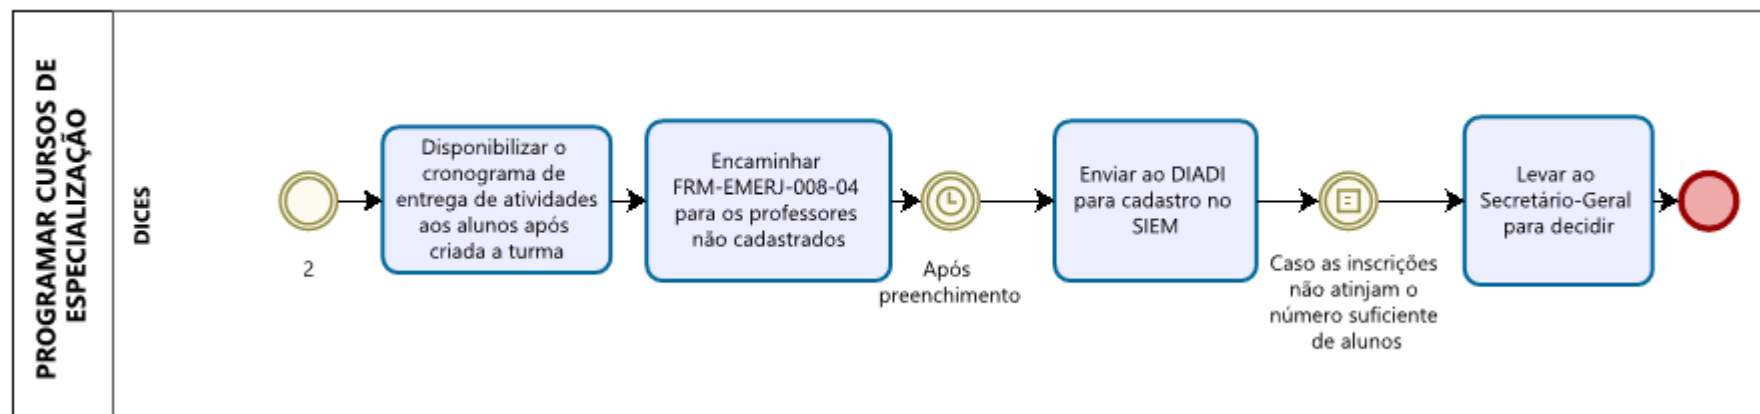 PROGRAMAR CURSOS DE
ESPECIALIZAÇÃO
DICES
2
Disponibilizar o
cronograma de
entrega de atividades
aos alunos após
criada a turma
Encaminhar
FRM-EMERJ-008-04
para os professores
não cadastrados
Após
preenchimento
Enviar ao DIADI
para cadastro no
SIEM
Caso as inscrições
não atinjam o
número suficiente
de alunos
Levar ao
Secretário-Geral
para decidir